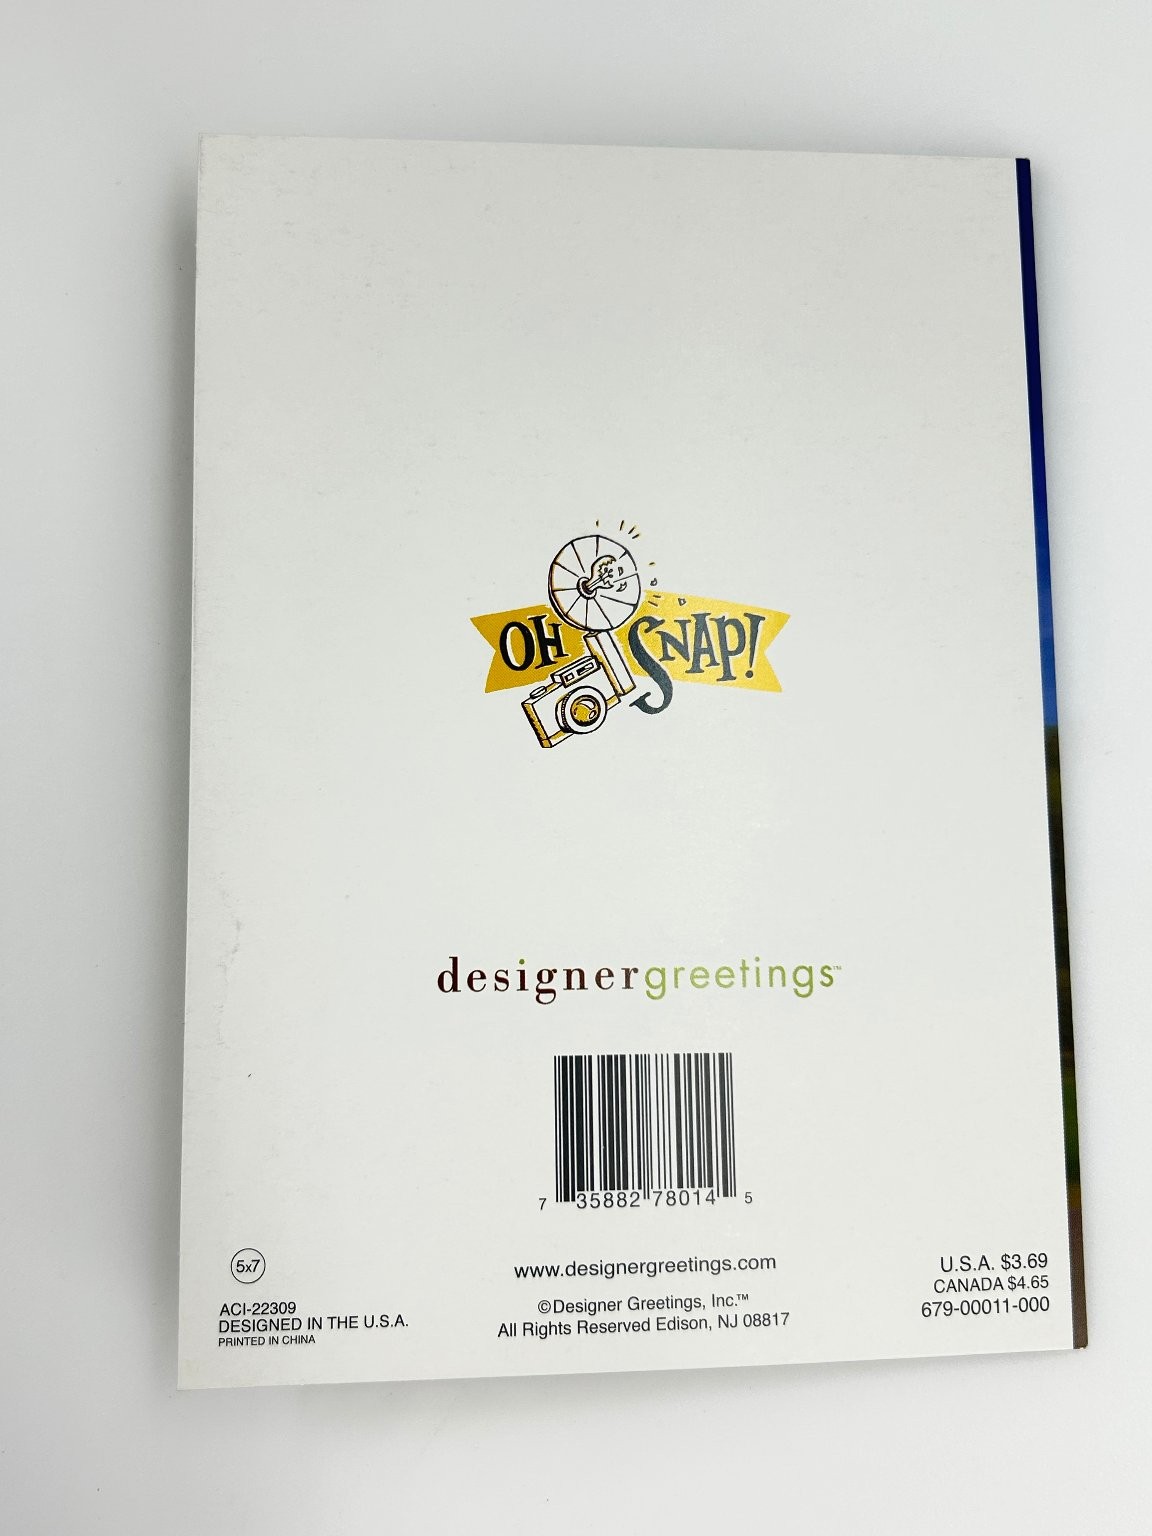 OH SNAP!
designergreetings™
7 35882 78014 5
5x7
ACI-22309
DESIGNED IN THE U.S.A.
PRINTED IN CHINA
www.designergreetings.com
©Designer Greetings, Inc.™
All Rights Reserved Edison, NJ 08817
U.S.A. $3.69
CANADA $4.65
679-00011-000